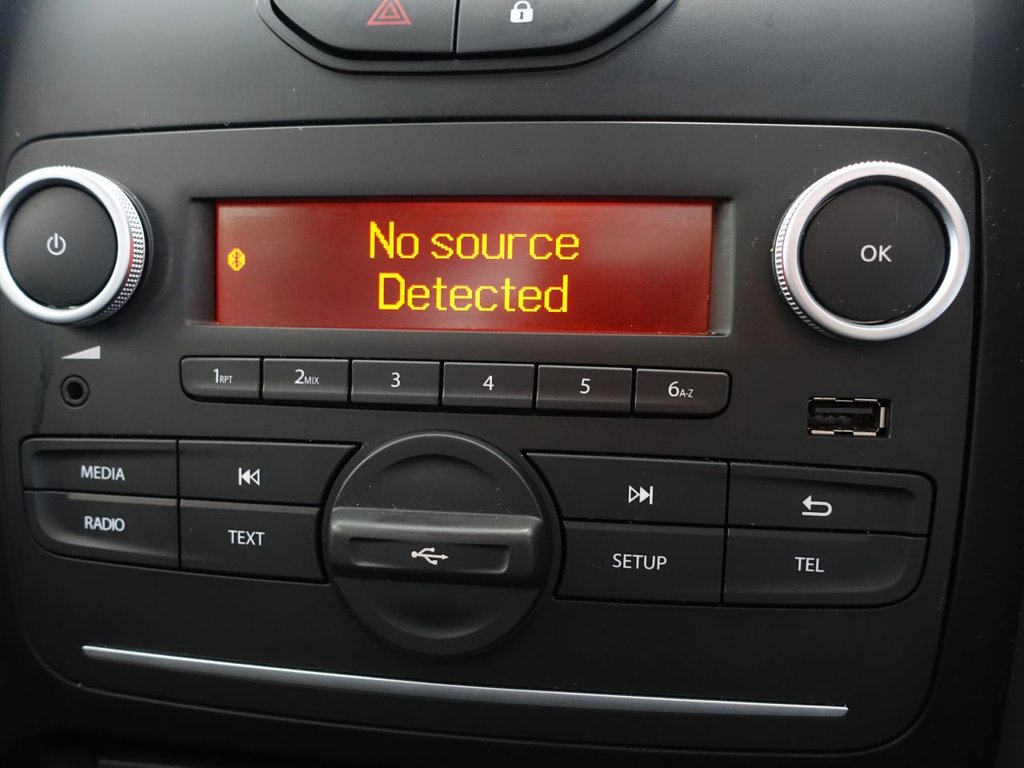 No source
Detected
OK
1RPT 2MIX 3 4 5 6A-Z
MEDIA
RADIO
TEXT
SETUP
TEL